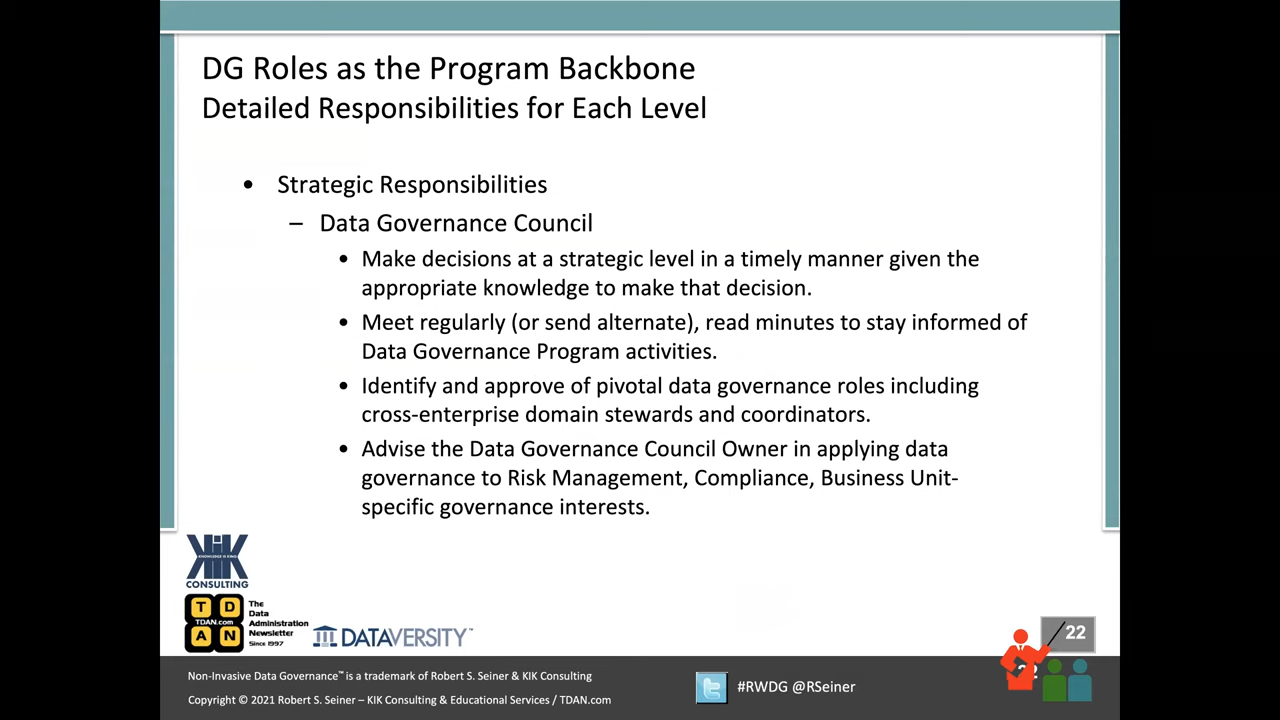 DG Roles as the Program Backbone
Detailed Responsibilities for Each Level
• Strategic Responsibilities
– Data Governance Council
• Make decisions at a strategic level in a timely manner given the
appropriate knowledge to make that decision.
• Meet regularly (or send alternate), read minutes to stay informed of
Data Governance Program activities.
• Identify and approve of pivotal data governance roles including
cross-enterprise domain stewards and coordinators.
• Advise the Data Governance Council Owner in applying data
governance to Risk Management, Compliance, Business Unit-
specific governance interests.
KIK
KNOWLEDGE IS KING
CONSULTING
T D
TDAN.com
A N
The
Data
Administration
Newsletter
Since 1997
DATAVERSITY™
22
Non-Invasive Data Governance™ is a trademark of Robert S. Seiner & KIK Consulting
Copyright © 2021 Robert S. Seiner – KIK Consulting & Educational Services / TDAN.com
#RWDG @RSeiner